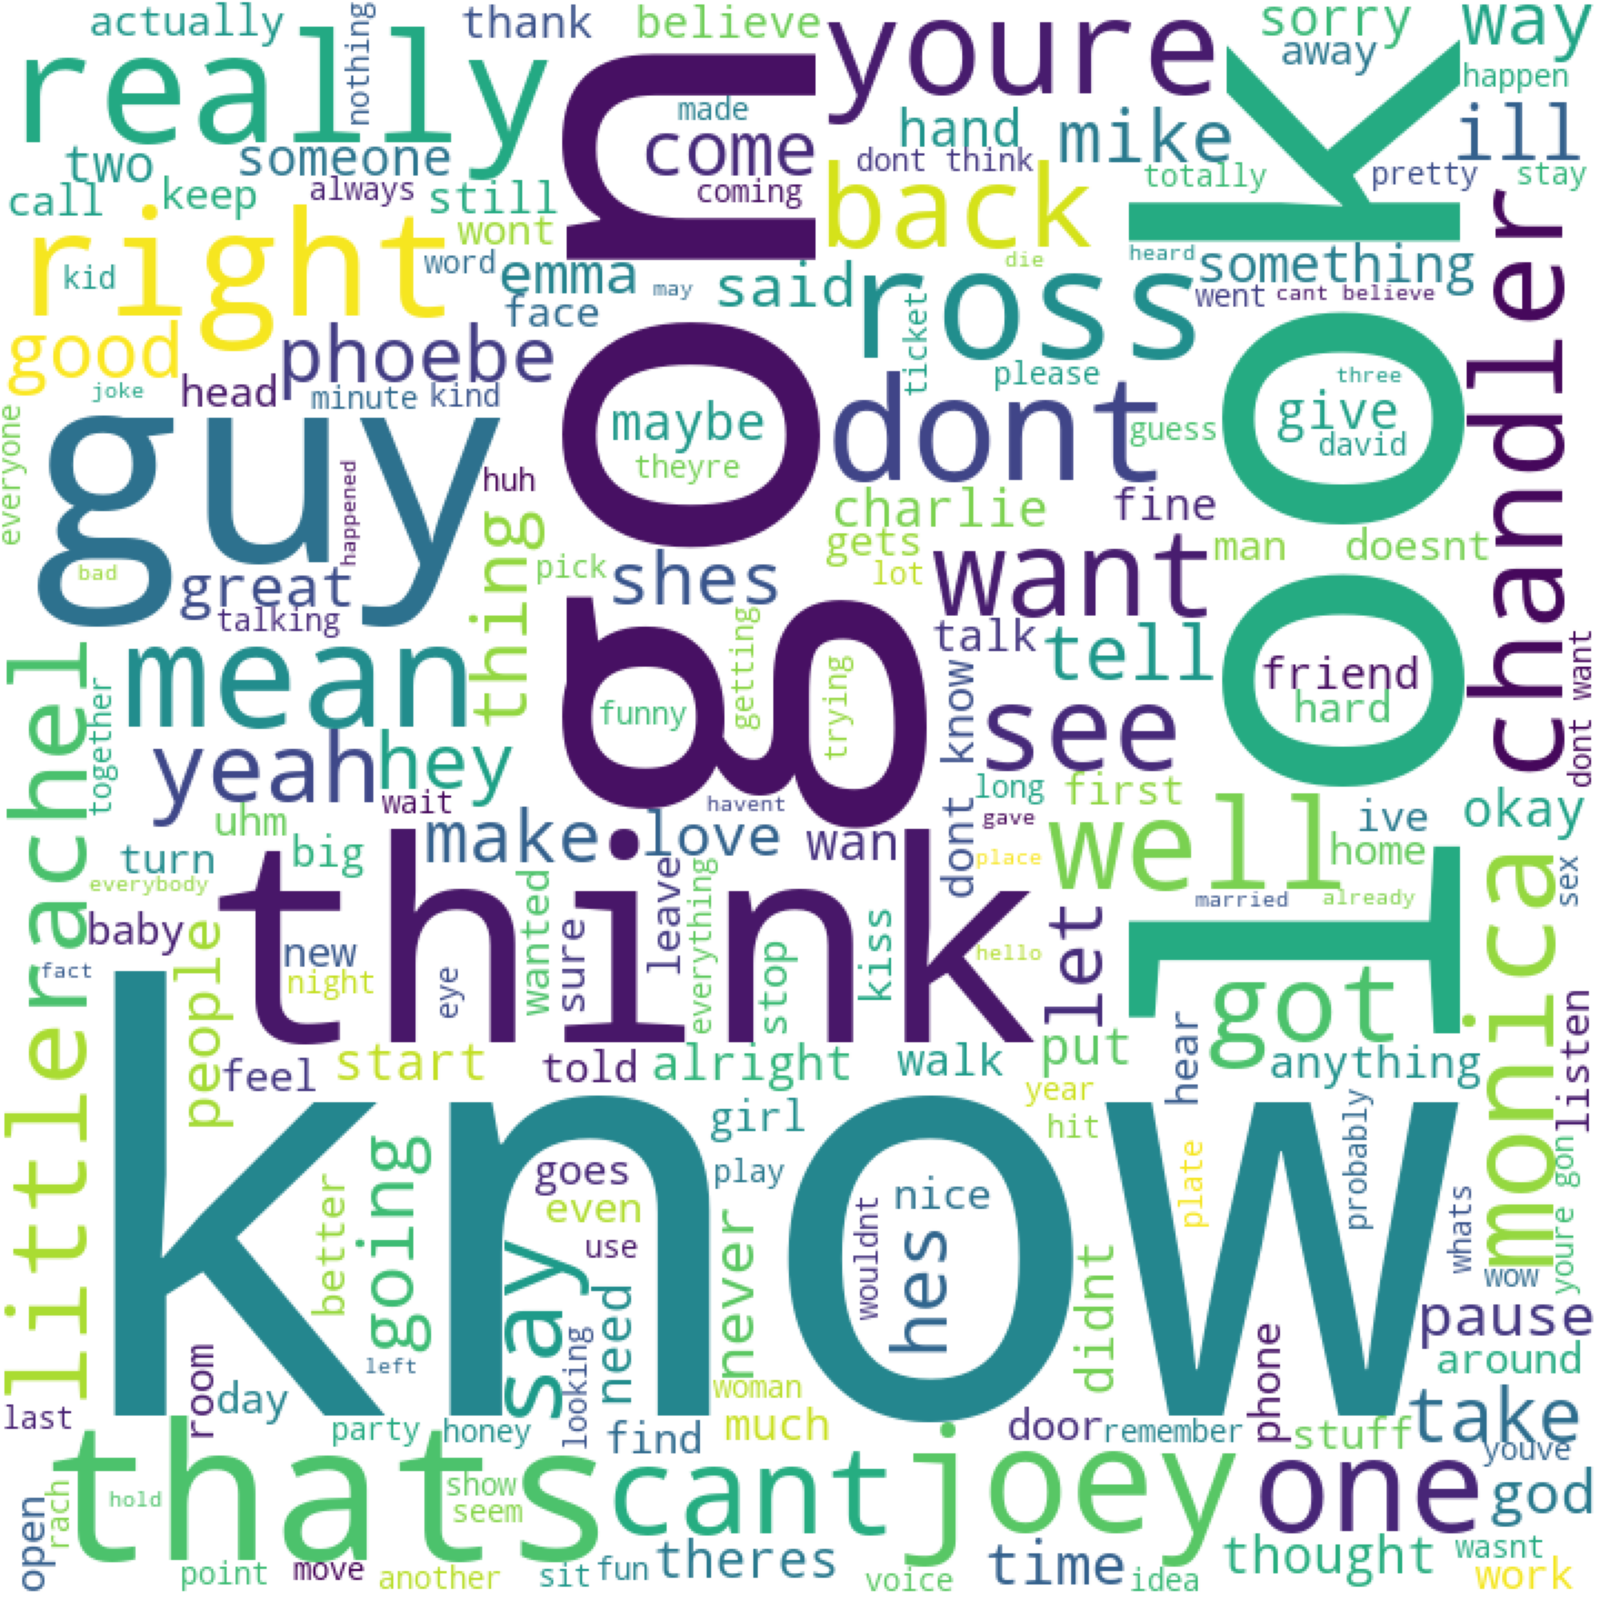 actually
nothing
thank
believe
youre
sorry
way
really
made
hand
mike
away
happen
two
someone
come
dont think
look
ill
call
keep
always
still
coming
back
totally
pretty
stay
right
wont
gon
heard
something
chandler
kid
word
emma
may
said
ross
die
went
cant believe
good
phoebe
face
ticket
please
three
joke
head
minute
kind
maybe
dont
guess
give
david
everyone
guy
huh
theyre
charlie
fine
happened
thing
gets
want
man
doesnt
bad
great
pick
shes
lot
talking
talk
tell
friend
hard
dont want
rachel
mean
funny
getting
trying
dont know
see
together
yeah
hey
wait
havent
long
first
gave
uhm
make
love
wan
well
ive
okay
turn
big
place
home
everybody
think
wanted
leave
everything
married
already
sex
baby
new
sure
stop
kiss
hello
let
monica
fact
people
night
eye
got
listen
little
feel
start
told
alright
walk
put
hear
anything
know
year
girl
hit
better
going
goes
play
nice
plate
probably
youre gon
even
use
never
wouldnt
hes
didnt
whats
wow
say
need
looking
pause
room
left
woman
phone
around
last
day
party
honey
find
much
door
remember
stuff
take
youve
open
rach
hold
thats
show
seem
cant
joey
one
god
point
move
another
sit
fun
theres
voice
time
idea
thought
wasnt
work